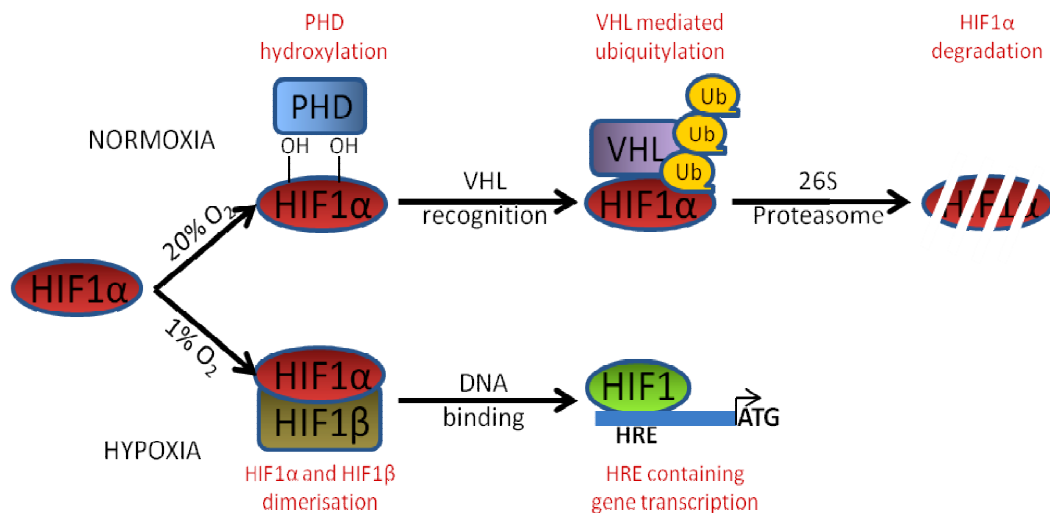 PHD
hydroxylation
VHL mediated
ubiquitylation
HIF1α
degradation
NORMOXIA
PHD
OH OH
HIF1α
VHL
recognition
VHL
Ub
Ub
Ub
HIF1α
26S
Proteasome
HIF1α
20% O₂
HIF1α
1% O₂
HYPOXIA
HIF1α
HIF1β
DNA
binding
HIF1
HRE
ATG
HIF1α and HIF1β
dimerisation
HRE containing
gene transcription